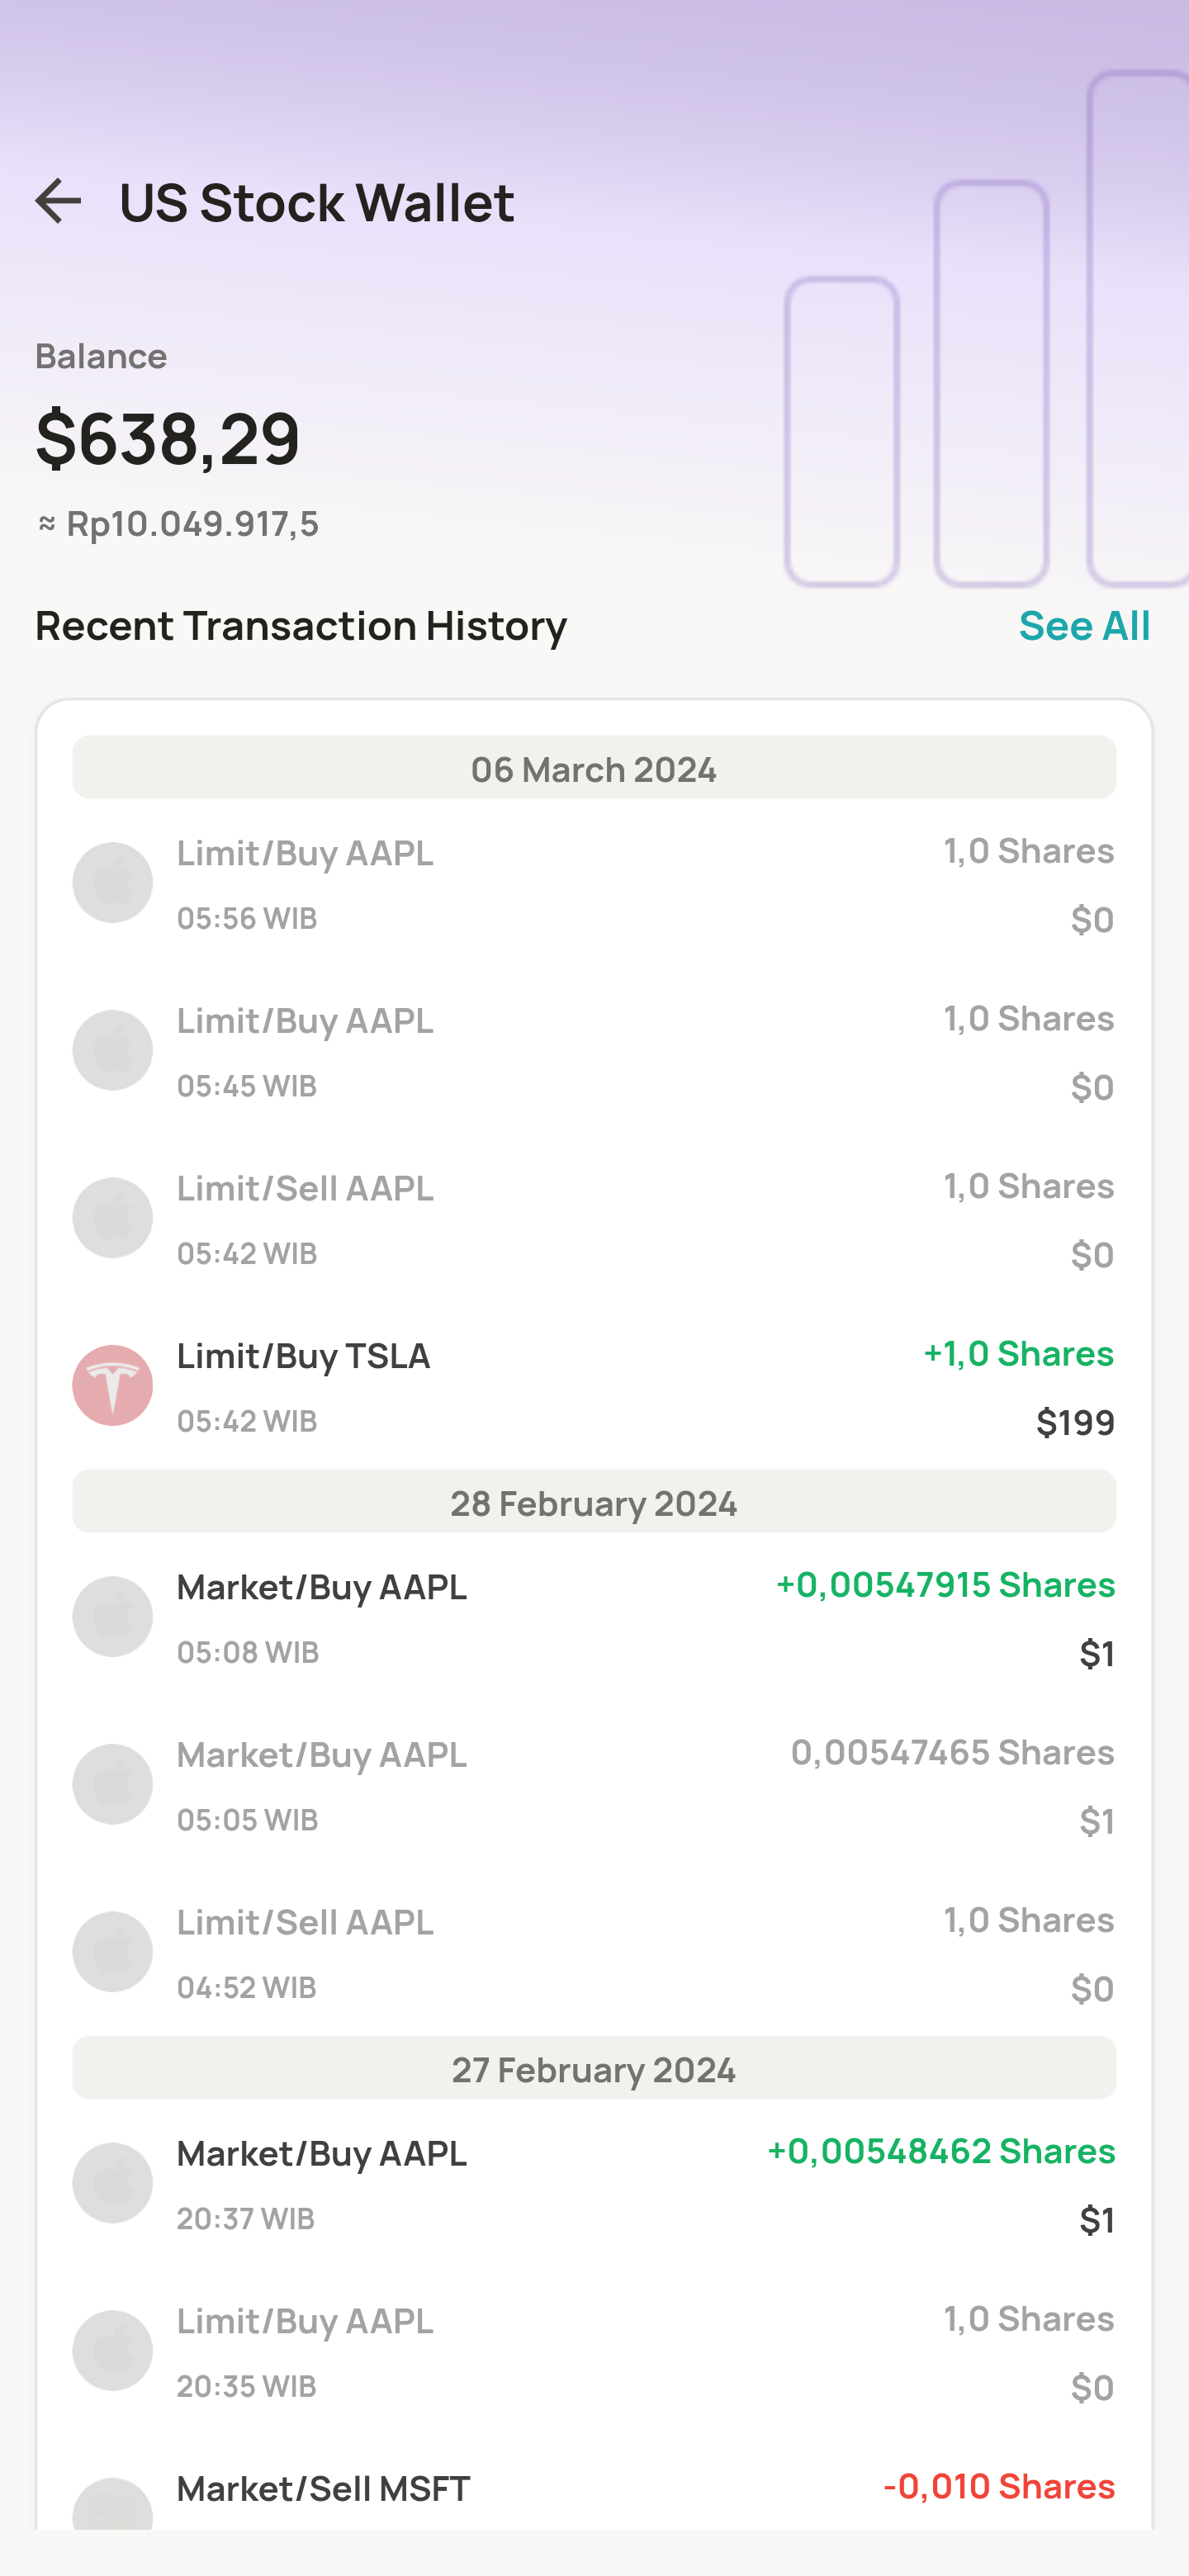 US Stock Wallet
Balance
$638,29
≈ Rp10.049.917,5
Recent Transaction History
See All
06 March 2024
Limit/Buy AAPL
1,0 Shares
05:56 WIB
$0
Limit/Buy AAPL
1,0 Shares
05:45 WIB
$0
Limit/Sell AAPL
1,0 Shares
05:42 WIB
$0
Limit/Buy TSLA
+1,0 Shares
05:42 WIB
$199
28 February 2024
Market/Buy AAPL
+0,00547915 Shares
05:08 WIB
$1
Market/Buy AAPL
0,00547465 Shares
05:05 WIB
$1
Limit/Sell AAPL
1,0 Shares
04:52 WIB
$0
27 February 2024
Market/Buy AAPL
+0,00548462 Shares
20:37 WIB
$1
Limit/Buy AAPL
1,0 Shares
20:35 WIB
$0
Market/Sell MSFT
-0,010 Shares